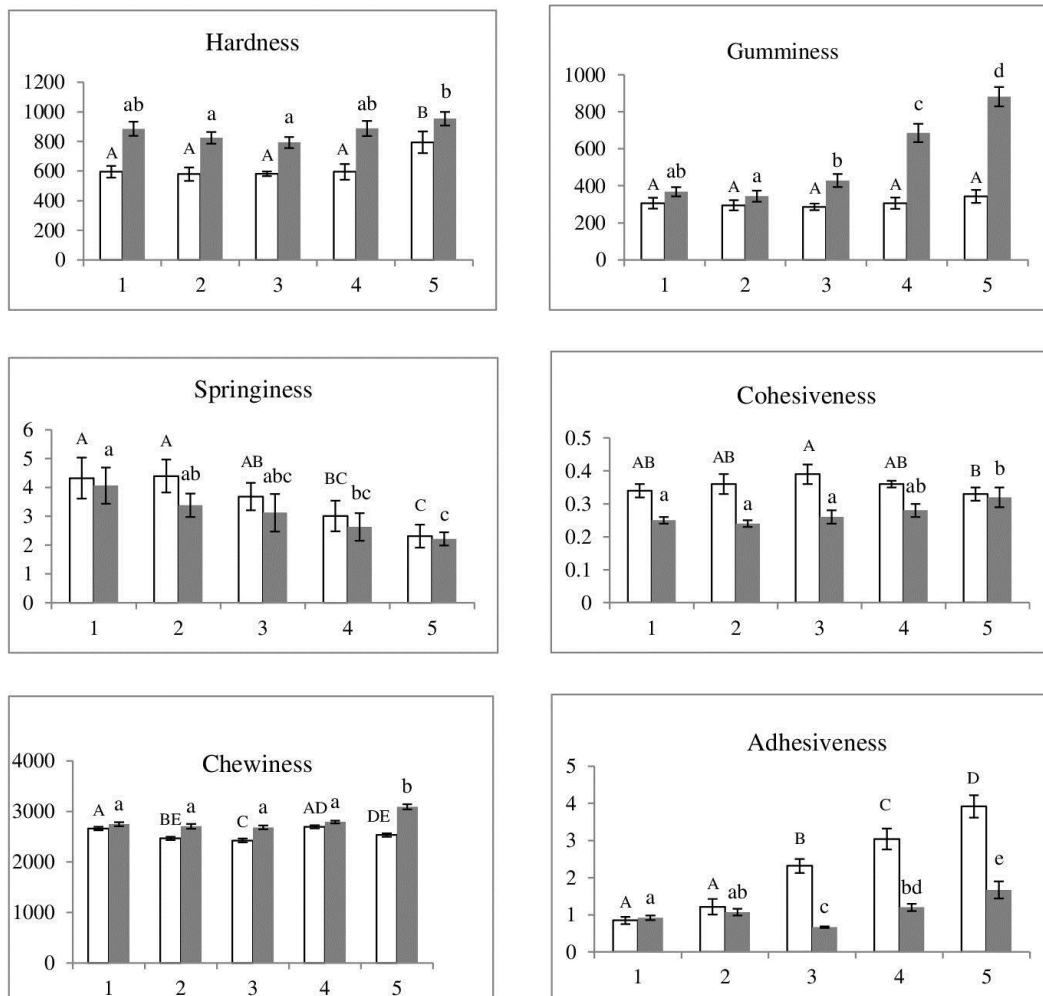 Hardness
1200
1000
800
600
400
200
0
A ab
A a
A a
A ab
B b
1 2 3 4 5
Gumminess
1000
800
600
400
200
0
A ab
A a
A b
A c
A d
1 2 3 4 5
Springiness
6
5
4
3
2
1
0
A a
A ab
AB abc
BC bc
C c
1 2 3 4 5
Cohesiveness
0.5
0.4
0.3
0.2
0.1
0
AB a
AB a
A a
AB ab
B b
1 2 3 4 5
Chewiness
4000
3000
2000
1000
0
A a
BE a
C a
AD a
DE b
1 2 3 4 5
Adhesiveness
5
4
3
2
1
0
A a
A ab
B c
C bd
D e
1 2 3 4 5